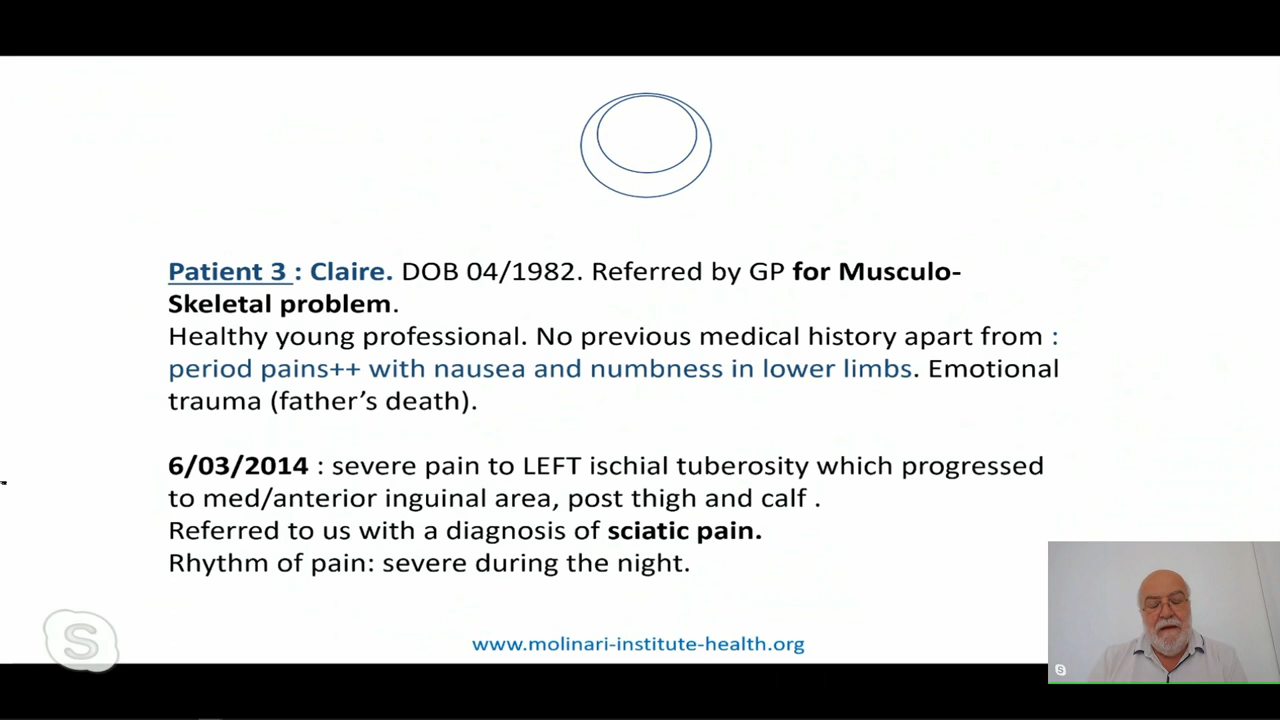 Patient 3 : Claire. DOB 04/1982. Referred by GP for Musculo-
Skeletal problem.
Healthy young professional. No previous medical history apart from :
period pains++ with nausea and numbness in lower limbs. Emotional
trauma (father’s death).
6/03/2014 : severe pain to LEFT ischial tuberosity which progressed
to med/anterior inguinal area, post thigh and calf .
Referred to us with a diagnosis of sciatic pain.
Rhythm of pain: severe during the night.
www.molinari-institute-health.org